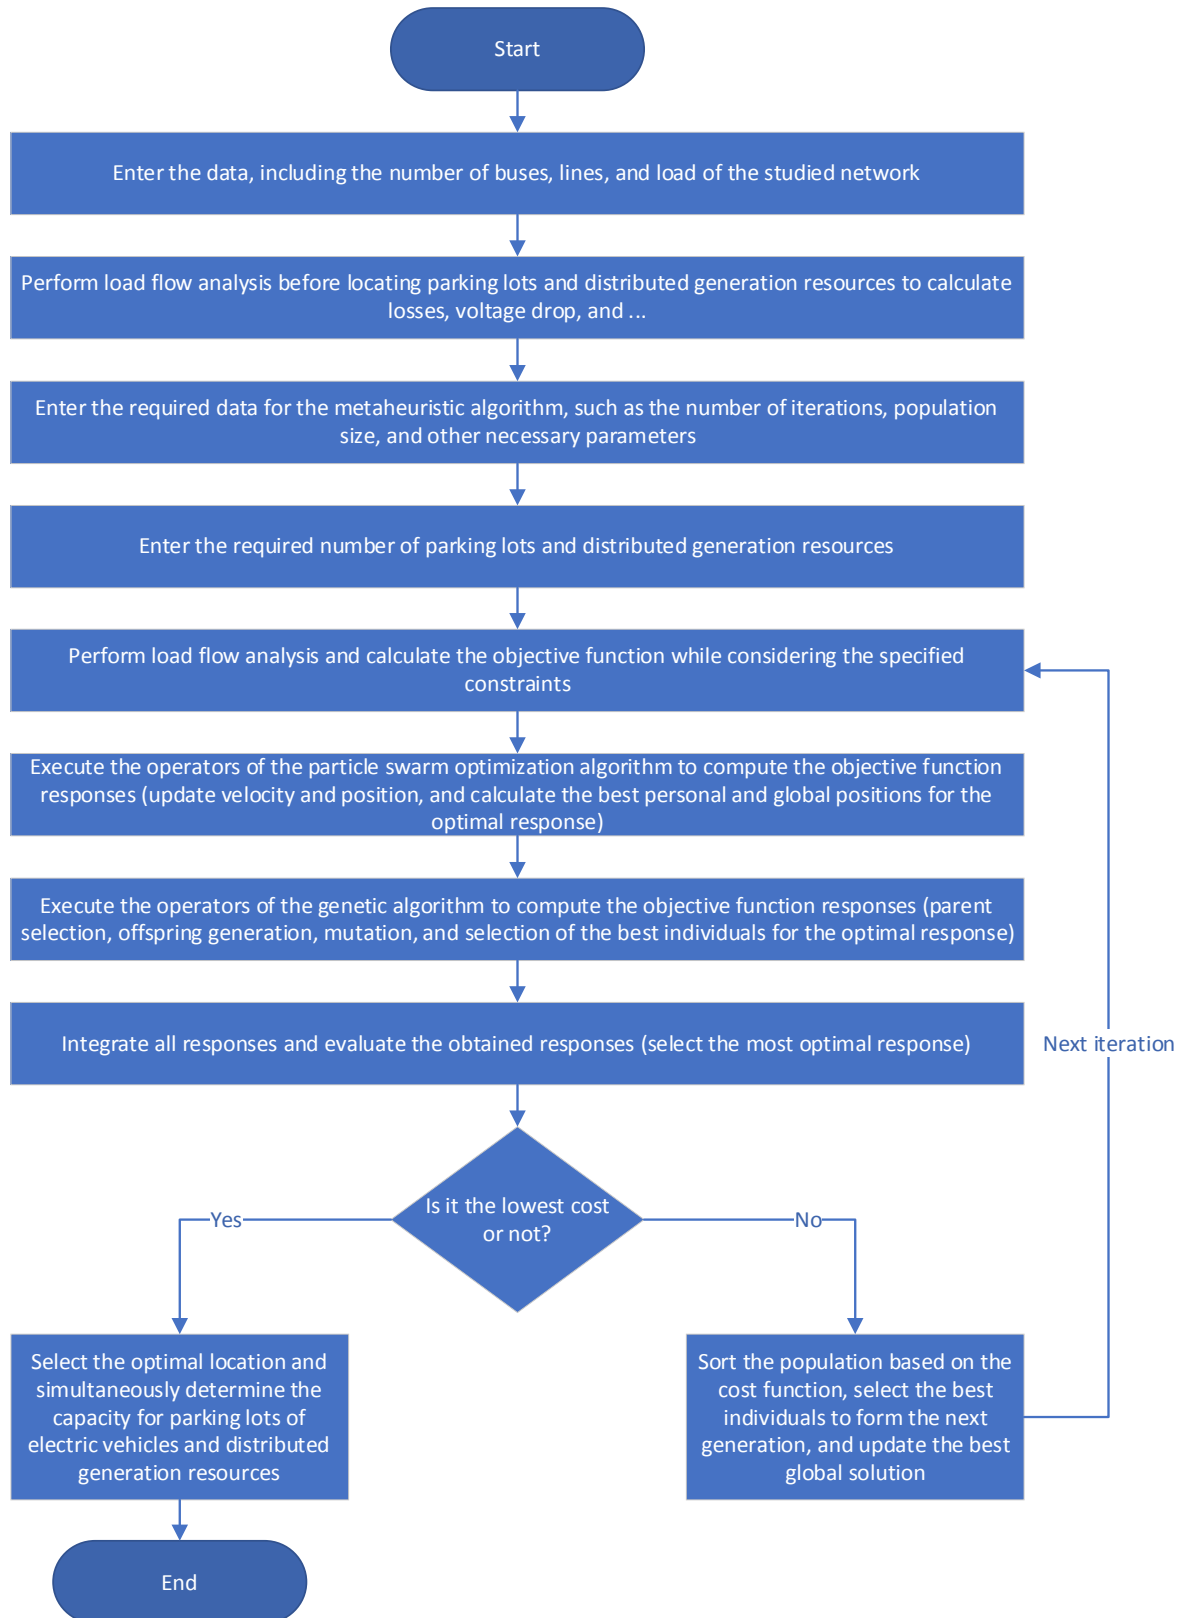 Start
Enter the data, including the number of buses, lines, and load of the studied network
Perform load flow analysis before locating parking lots and distributed generation resources to calculate
losses, voltage drop, and ...
Enter the required data for the metaheuristic algorithm, such as the number of iterations, population
size, and other necessary parameters
Enter the required number of parking lots and distributed generation resources
Perform load flow analysis and calculate the objective function while considering the specified
constraints
Execute the operators of the particle swarm optimization algorithm to compute the objective function
responses (update velocity and position, and calculate the best personal and global positions for the
optimal response)
Execute the operators of the genetic algorithm to compute the objective function responses (parent
selection, offspring generation, mutation, and selection of the best individuals for the optimal response)
Integrate all responses and evaluate the obtained responses (select the most optimal response)
Next iteration
Is it the lowest cost
or not?
Yes
No
Select the optimal location and
simultaneously determine the
capacity for parking lots of
electric vehicles and distributed
generation resources
Sort the population based on the
cost function, select the best
individuals to form the next
generation, and update the best
global solution
End